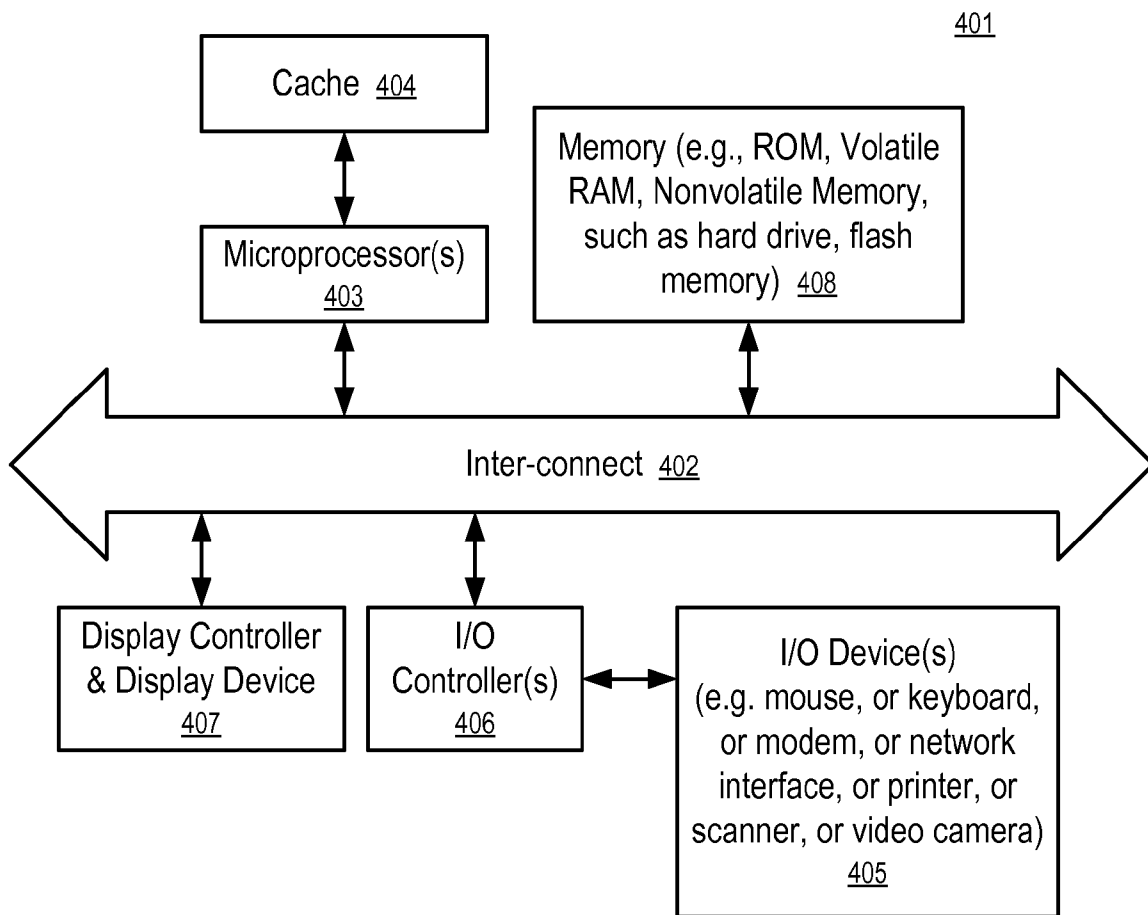 401
Cache 404
Memory (e.g., ROM, Volatile
RAM, Nonvolatile Memory,
such as hard drive, flash
memory) 408
Microprocessor(s)
403
Inter-connect 402
Display Controller
& Display Device
407
I/O
Controller(s)
406
I/O Device(s)
(e.g. mouse, or keyboard,
or modem, or network
interface, or printer, or
scanner, or video camera)
405